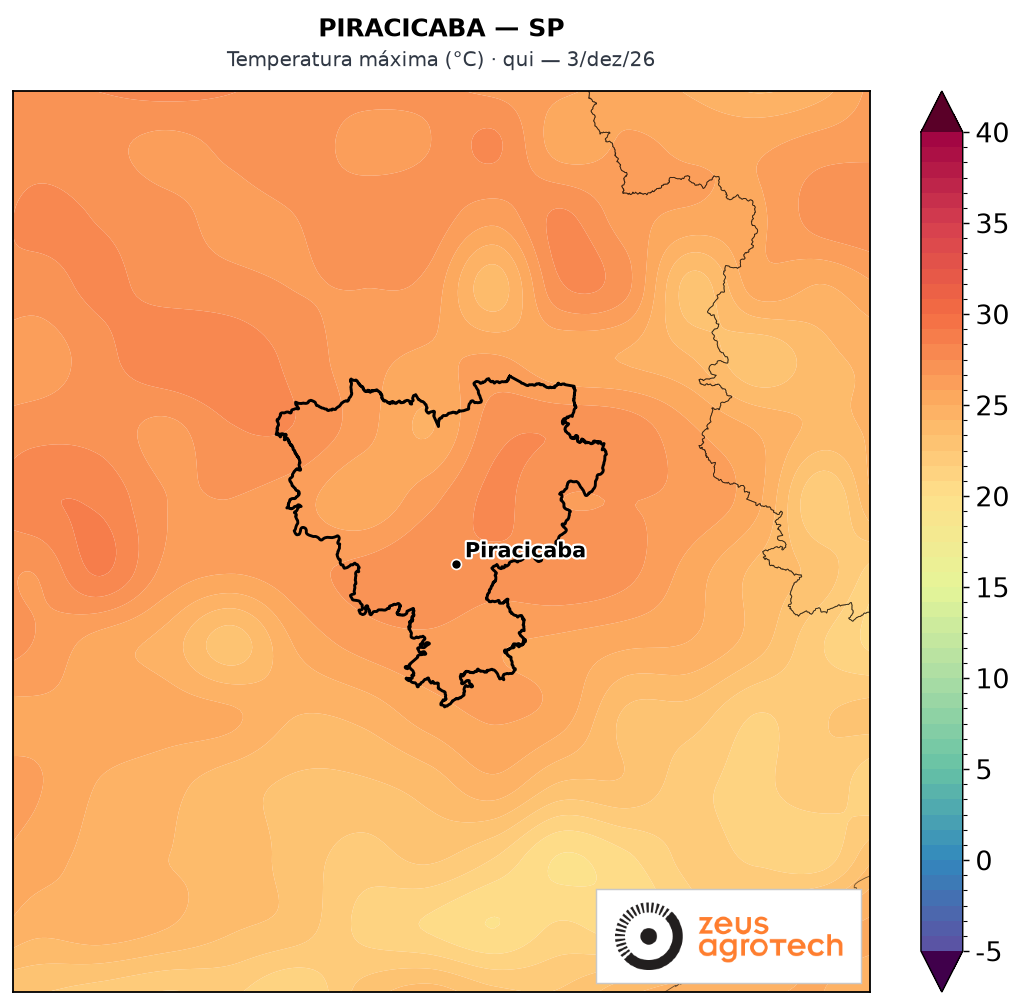 PIRACICABA — SP
Temperatura máxima (°C) · qui — 3/dez/26
40
35
30
25
20
15
10
5
0
-5
Piracicaba
zeus
agrotech